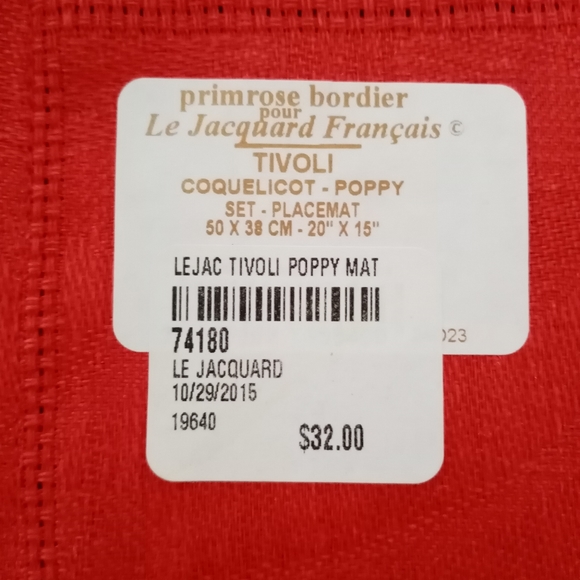 primrose bordier
pour
Le Jacquard Français ©
TIVOLI
COQUELICOT - POPPY
SET - PLACEMAT
50 X 38 CM - 20" X 15"
LEJAC TIVOLI POPPY MAT
74180
LE JACQUARD
10/29/2015
19640
$32.00